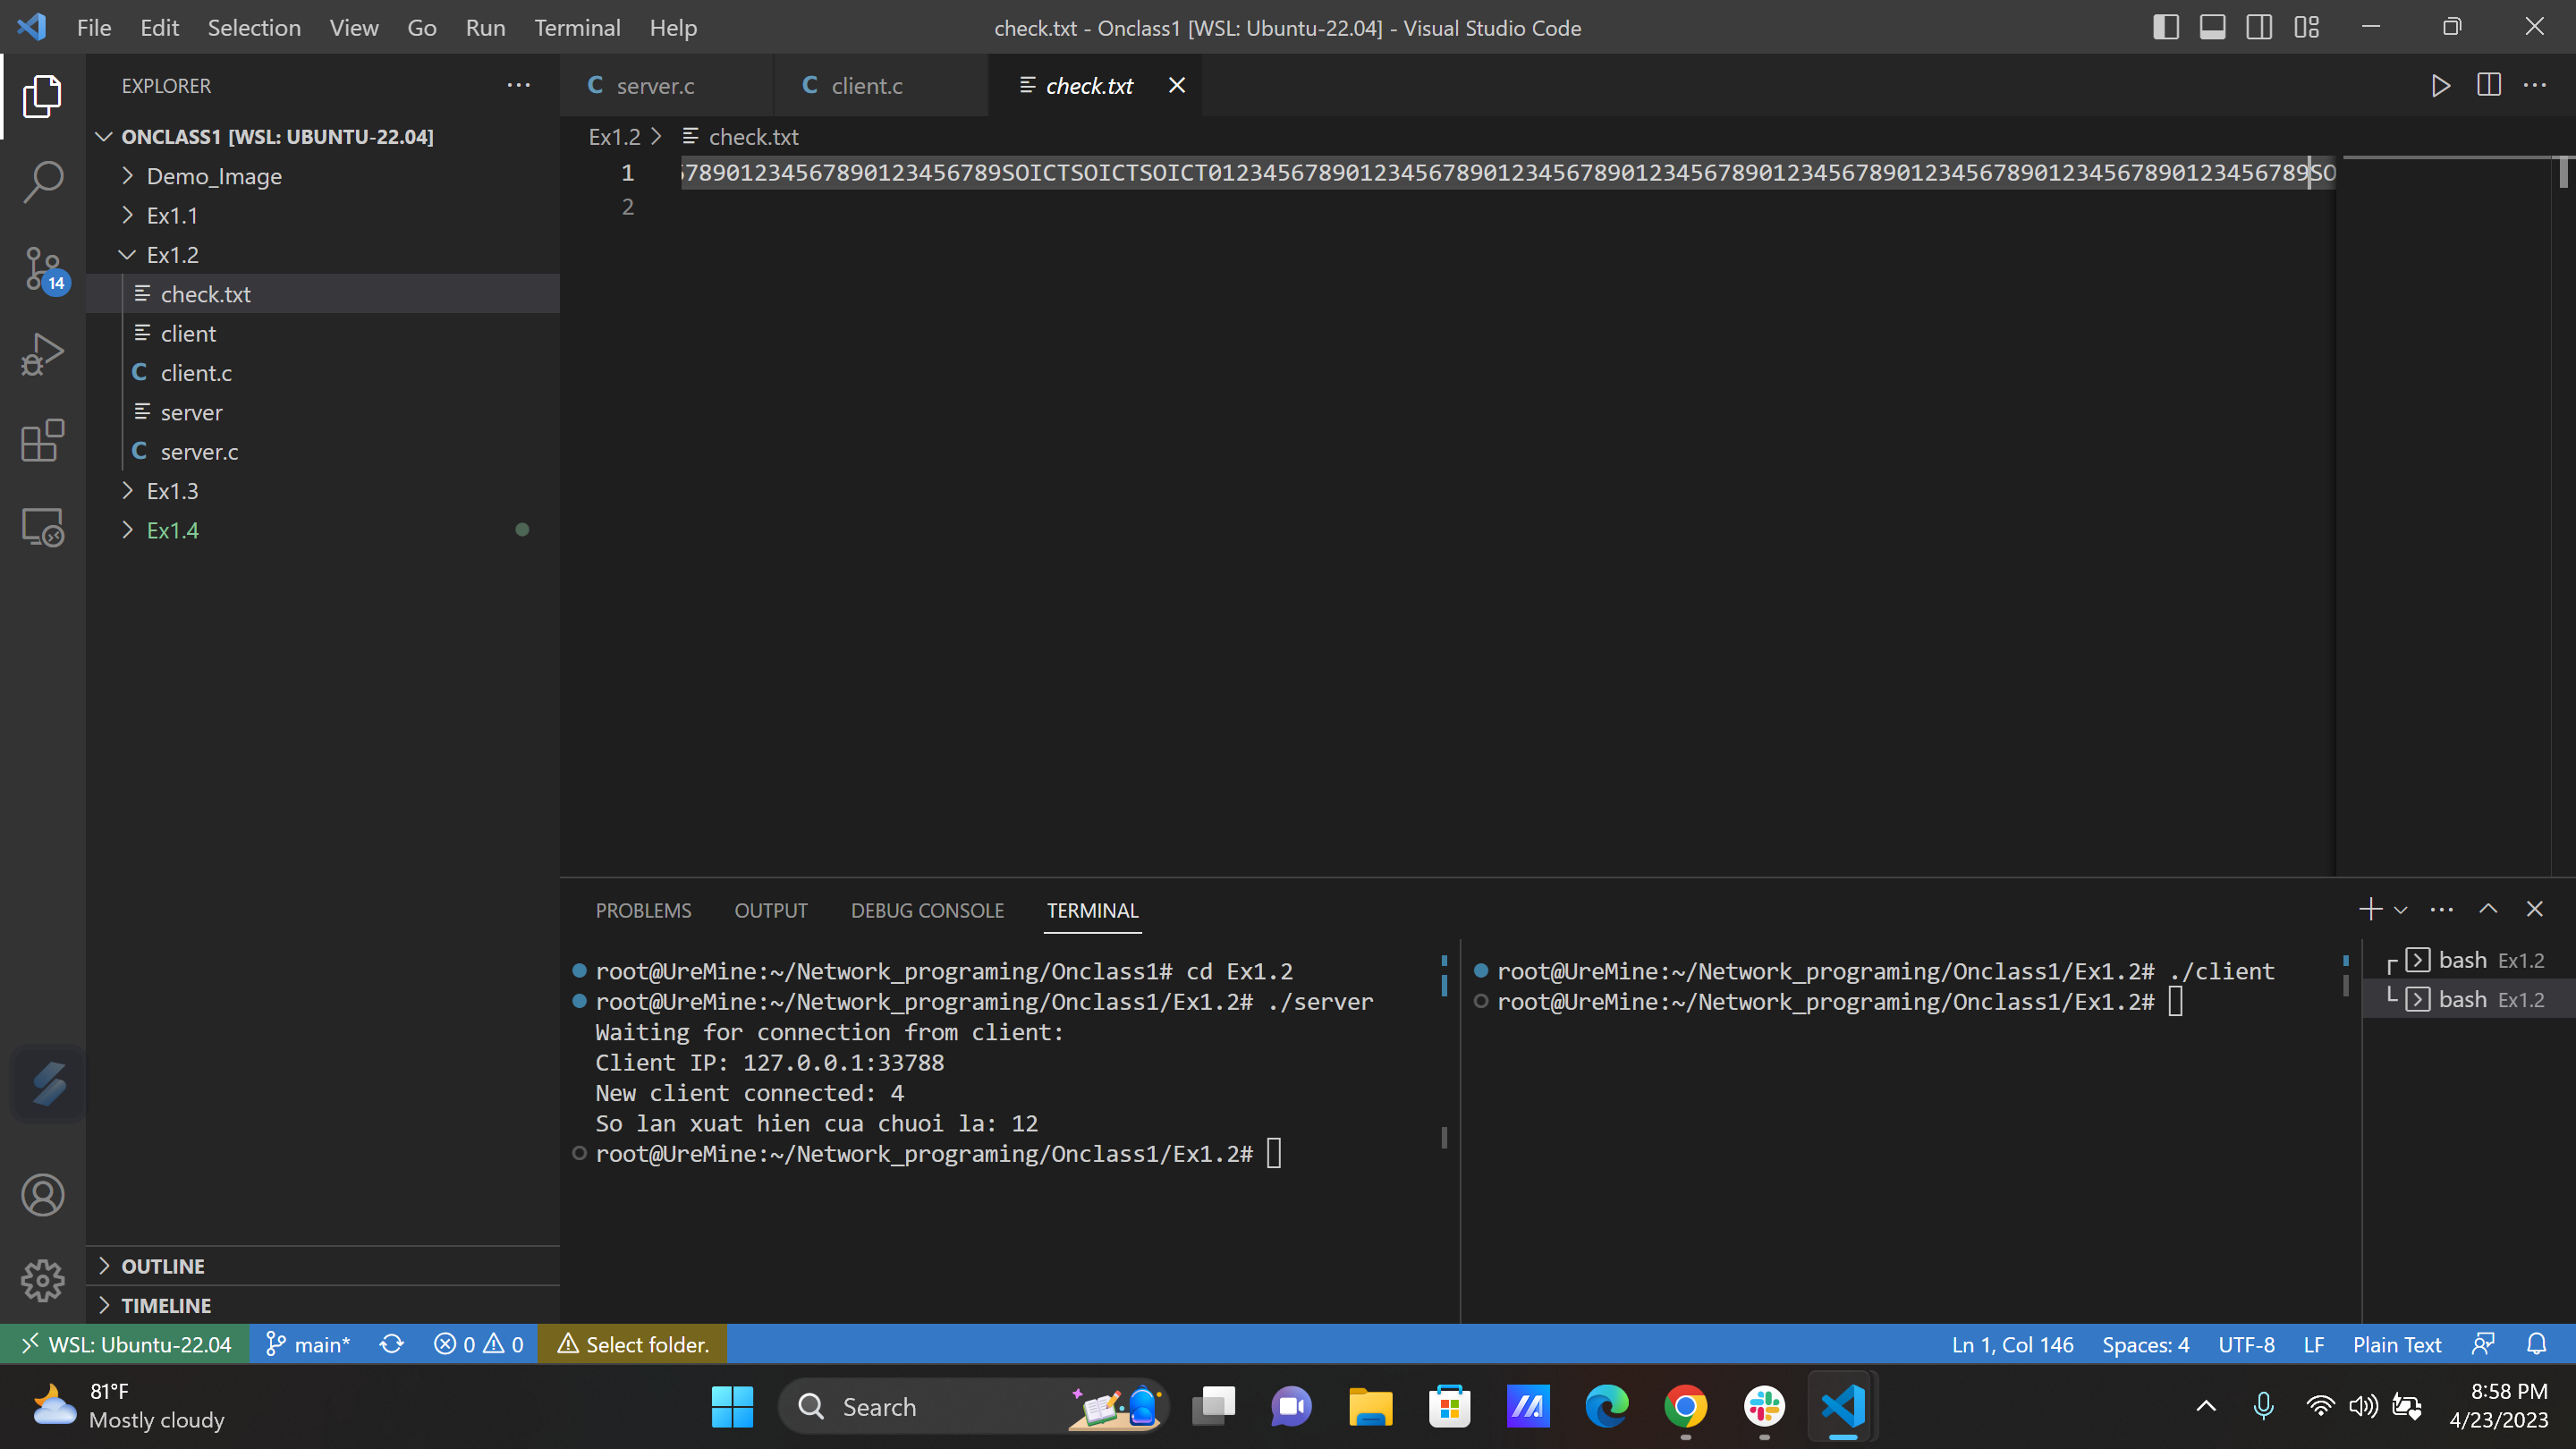 File Edit Selection View Go Run Terminal Help
check.txt - Onclass1 [WSL: Ubuntu-22.04] - Visual Studio Code
EXPLORER
ONCLASS1 [WSL: UBUNTU-22.04]
Demo_Image
Ex1.1
Ex1.2
check.txt
client
C client.c
server
C server.c
Ex1.3
Ex1.4
14
OUTLINE
TIMELINE
C server.c
C client.c
check.txt
Ex1.2 > check.txt
1 678901234567890123456789SOICTSOICTSOICT01234567890123456789012345678901234567890123456789012345678901234567890123456789SO
2
PROBLEMS OUTPUT DEBUG CONSOLE TERMINAL
root@UreMine:~/Network_programing/Onclass1# cd Ex1.2
root@UreMine:~/Network_programing/Onclass1/Ex1.2# ./server
Waiting for connection from client:
Client IP: 127.0.0.1:33788
New client connected: 4
So lan xuat hien cua chuoi la: 12
root@UreMine:~/Network_programing/Onclass1/Ex1.2#
root@UreMine:~/Network_programing/Onclass1/Ex1.2# ./client
root@UreMine:~/Network_programing/Onclass1/Ex1.2#
bash Ex1.2
bash Ex1.2
WSL: Ubuntu-22.04 main* 0 0 Select folder.
Ln 1, Col 146 Spaces: 4 UTF-8 LF Plain Text
81°F
Mostly cloudy
Search
8:58 PM
4/23/2023